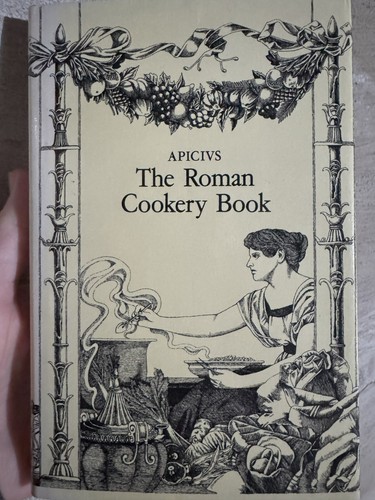 APICIVS
The Roman
Cookery Book